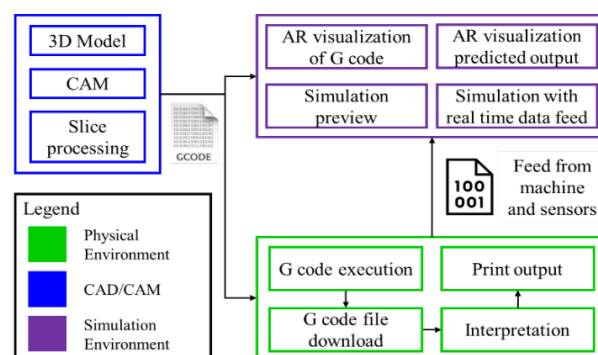 3D Model
CAM
Slice
processing
GCODE
AR visualization
of G code
AR visualization
predicted output
Simulation
preview
Simulation with
real time data feed
100
001
Feed from
machine
and sensors
Legend
Physical
Environment
CAD/CAM
Simulation
Environment
G code execution
Print output
G code file
download
Interpretation